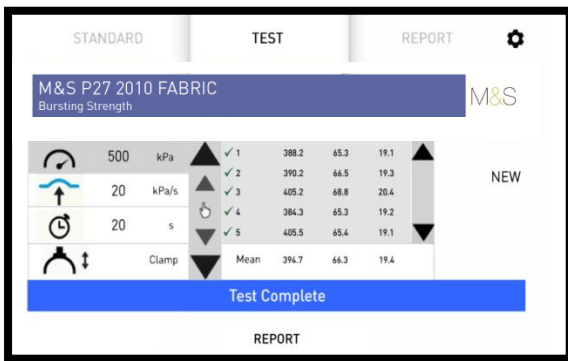 STANDARD TEST REPORT
M&S P27 2010 FABRIC
Bursting Strength
M&S
500 kPa
20 kPa/s
20 s
Clamp
✓ 1 388.2 65.3 19.1
✓ 2 390.2 66.5 19.3
✓ 3 405.2 68.8 20.4
✓ 4 384.3 65.3 19.2
✓ 5 405.5 65.4 19.1
Mean 394.7 66.3 19.4
NEW
Test Complete
REPORT